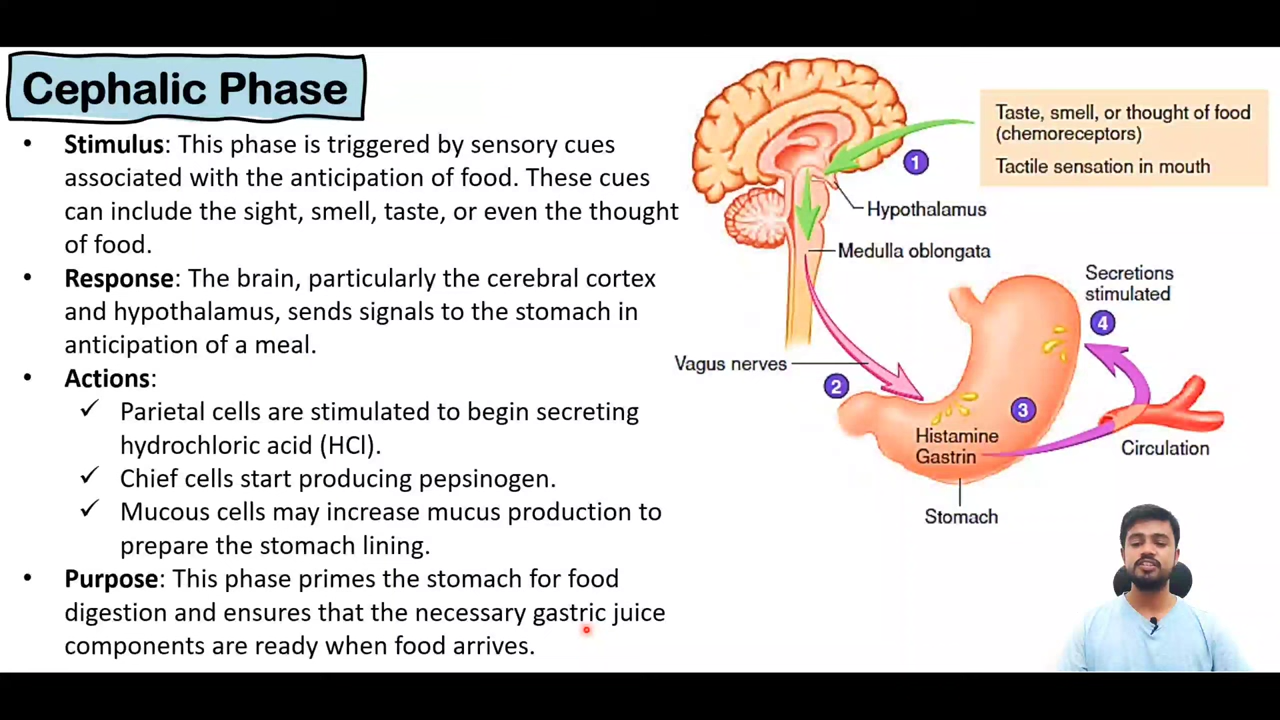 Cephalic Phase
• Stimulus: This phase is triggered by sensory cues
associated with the anticipation of food. These cues
can include the sight, smell, taste, or even the thought
of food.
• Response: The brain, particularly the cerebral cortex
and hypothalamus, sends signals to the stomach in
anticipation of a meal.
• Actions:
✓ Parietal cells are stimulated to begin secreting
hydrochloric acid (HCl).
✓ Chief cells start producing pepsinogen.
✓ Mucous cells may increase mucus production to
prepare the stomach lining.
• Purpose: This phase primes the stomach for food
digestion and ensures that the necessary gastric juice
components are ready when food arrives.
Taste, smell, or thought of food
(chemoreceptors)
Tactile sensation in mouth
1
Hypothalamus
Medulla oblongata
Secretions
stimulated
4
Vagus nerves
2
3
Histamine
Gastrin
Circulation
Stomach